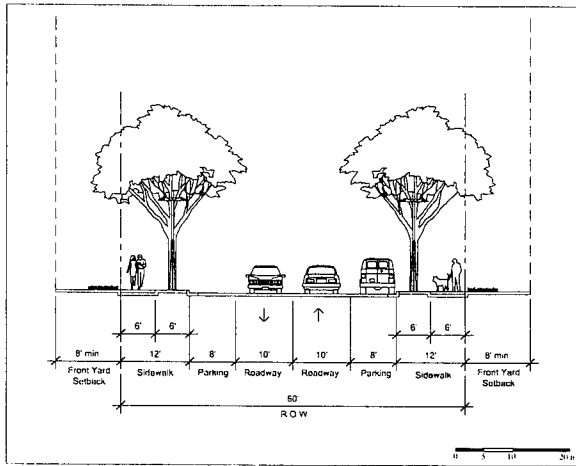 6' 6' 6' 6'
8' min 12' 8' 10' 10' 8' 12' 8' min
Front Yard Sidewalk Parking Roadway Roadway Parking Sidewalk Front Yard
Setback Setback
60'
R O W
0 5 10 20